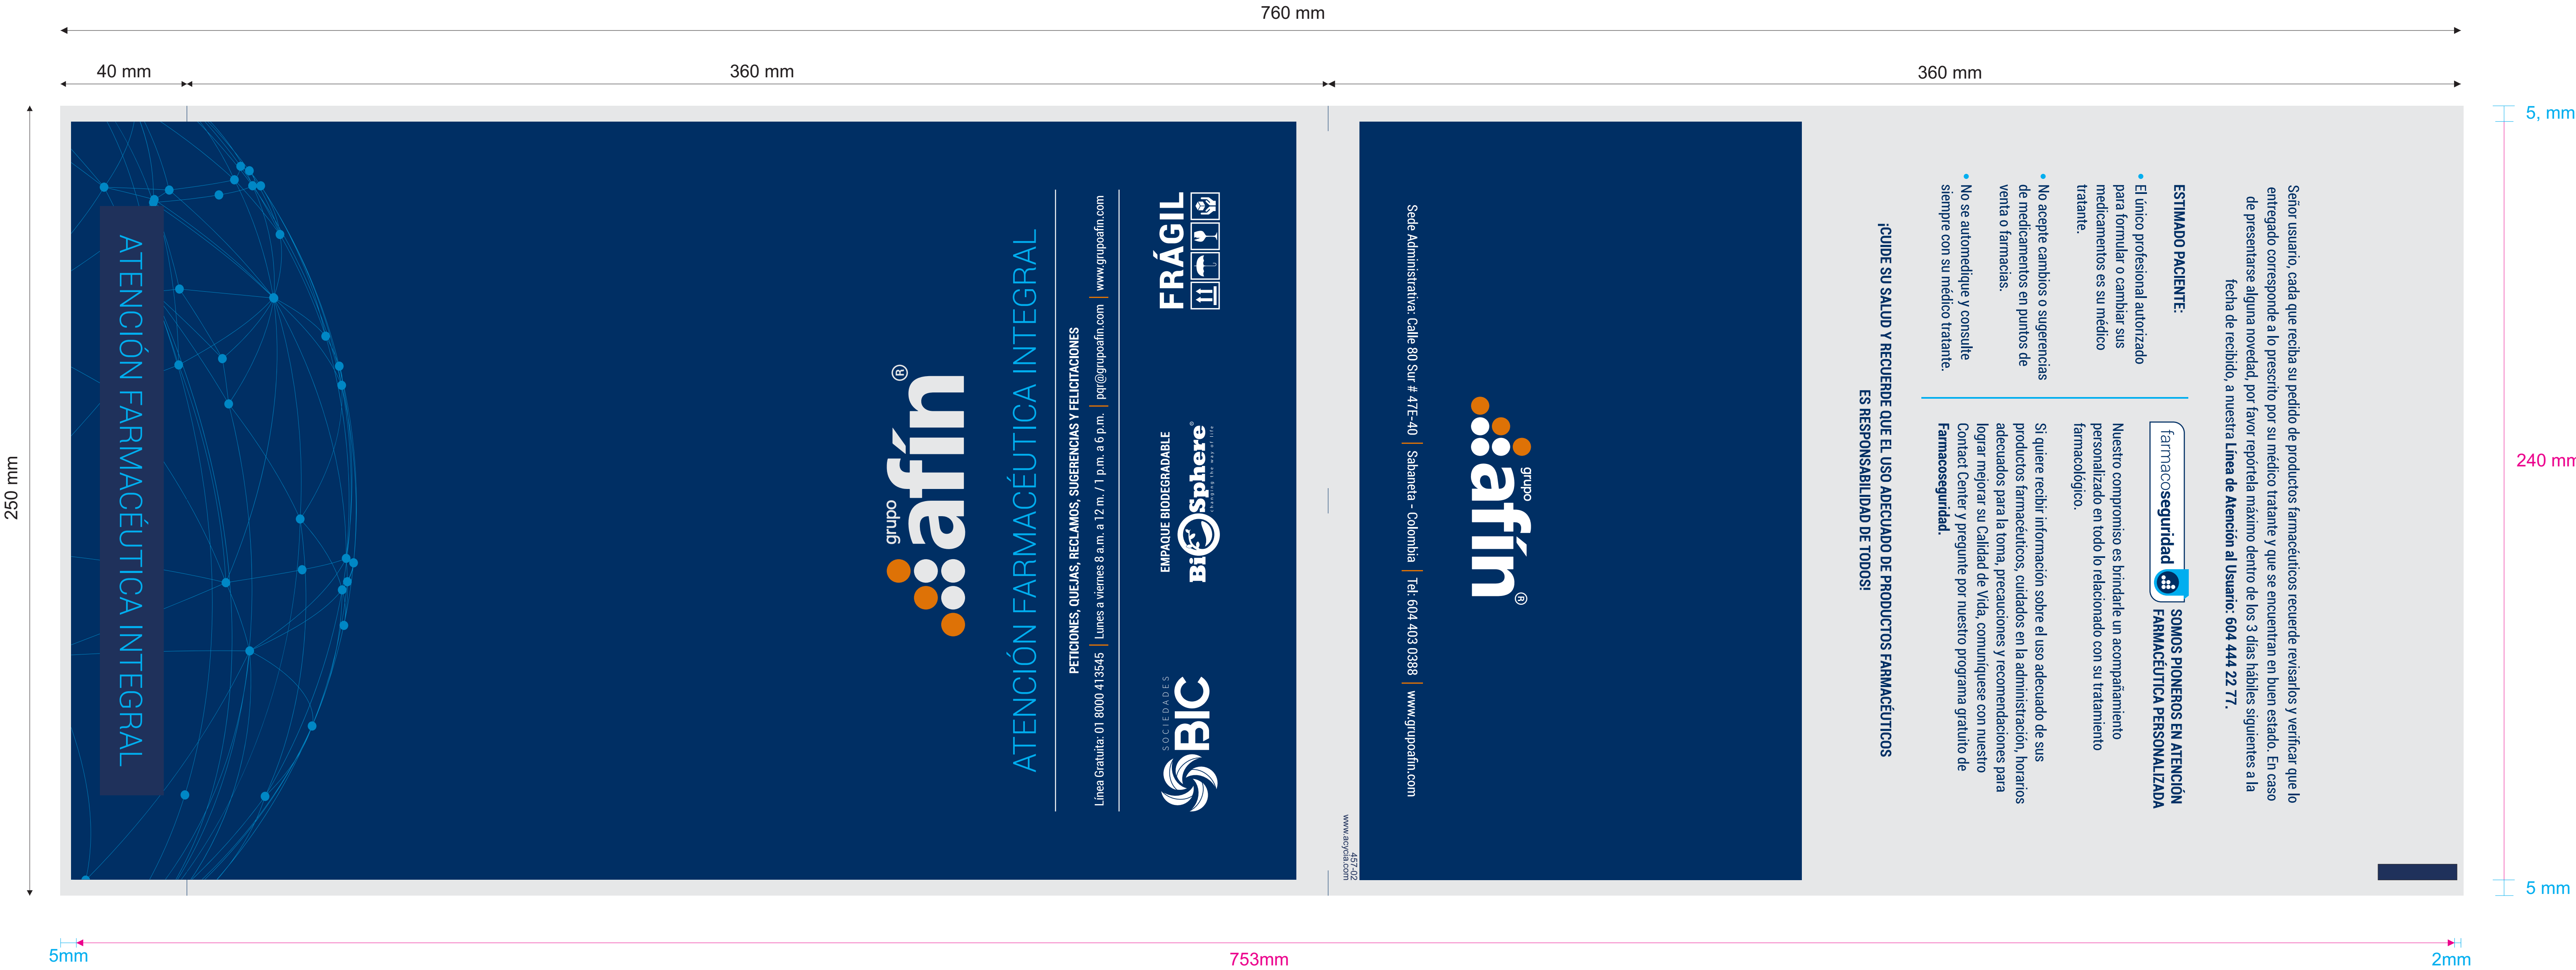 760 mm
40 mm
360 mm
360 mm
250 mm
5, mm
240 mm
5 mm
5mm
753mm
2mm
ATENCIÓN FARMACÉUTICA INTEGRAL
grupo
afín®
ATENCIÓN FARMACÉUTICA INTEGRAL
PETICIONES, QUEJAS, RECLAMOS, SUGERENCIAS Y FELICITACIONES
Línea Gratuita: 01 8000 413545 | Lunes a viernes 8 a.m. a 12 m. / 1 p.m. a 6 p.m. | pqr@grupoafin.com | www.grupoafin.com
SOCIEDADES
BIC
EMPAQUE BIODEGRADABLE
BioSphere®
changing the way of life
FRÁGIL
www.acycia.com
457-02
grupo
afín®
Sede Administrativa: Calle 80 Sur # 47E-40 | Sabaneta - Colombia | Tel: 604 403 0388 | www.grupoafin.com
Señor usuario, cada que reciba su pedido de productos farmacéuticos recuerde revisarlos y verificar que lo
entregado corresponde a lo prescrito por su médico tratante y que se encuentran en buen estado. En caso
de presentarse alguna novedad, por favor repórtela máximo dentro de los 3 días hábiles siguientes a la
fecha de recibido, a nuestra Línea de Atención al Usuario: 604 444 22 77.
ESTIMADO PACIENTE:
• El único profesional autorizado
para formular o cambiar sus
medicamentos es su médico
tratante.
• No acepte cambios o sugerencias
de medicamentos en puntos de
venta o farmacias.
• No se automedique y consulte
siempre con su médico tratante.
farmacoseguridad
SOMOS PIONEROS EN ATENCIÓN
FARMACÉUTICA PERSONALIZADA
Nuestro compromiso es brindarle un acompañamiento
personalizado en todo lo relacionado con su tratamiento
farmacológico.
Si quiere recibir información sobre el uso adecuado de sus
productos farmacéuticos, cuidados en la administración, horarios
adecuados para la toma, precauciones y recomendaciones para
lograr mejorar su Calidad de Vida, comuníquese con nuestro
Contact Center y pregunte por nuestro programa gratuito de
Farmacoseguridad.
¡CUIDE SU SALUD Y RECUERDE QUE EL USO ADECUADO DE PRODUCTOS FARMACÉUTICOS
ES RESPONSABILIDAD DE TODOS!